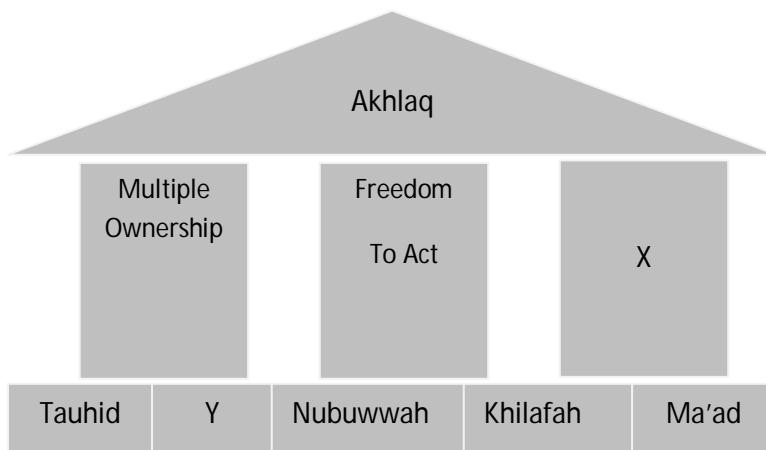 Akhlaq
Multiple
Ownership
Freedom
To Act
X
Tauhid
Y
Nubuwwah
Khilafah
Ma’ad